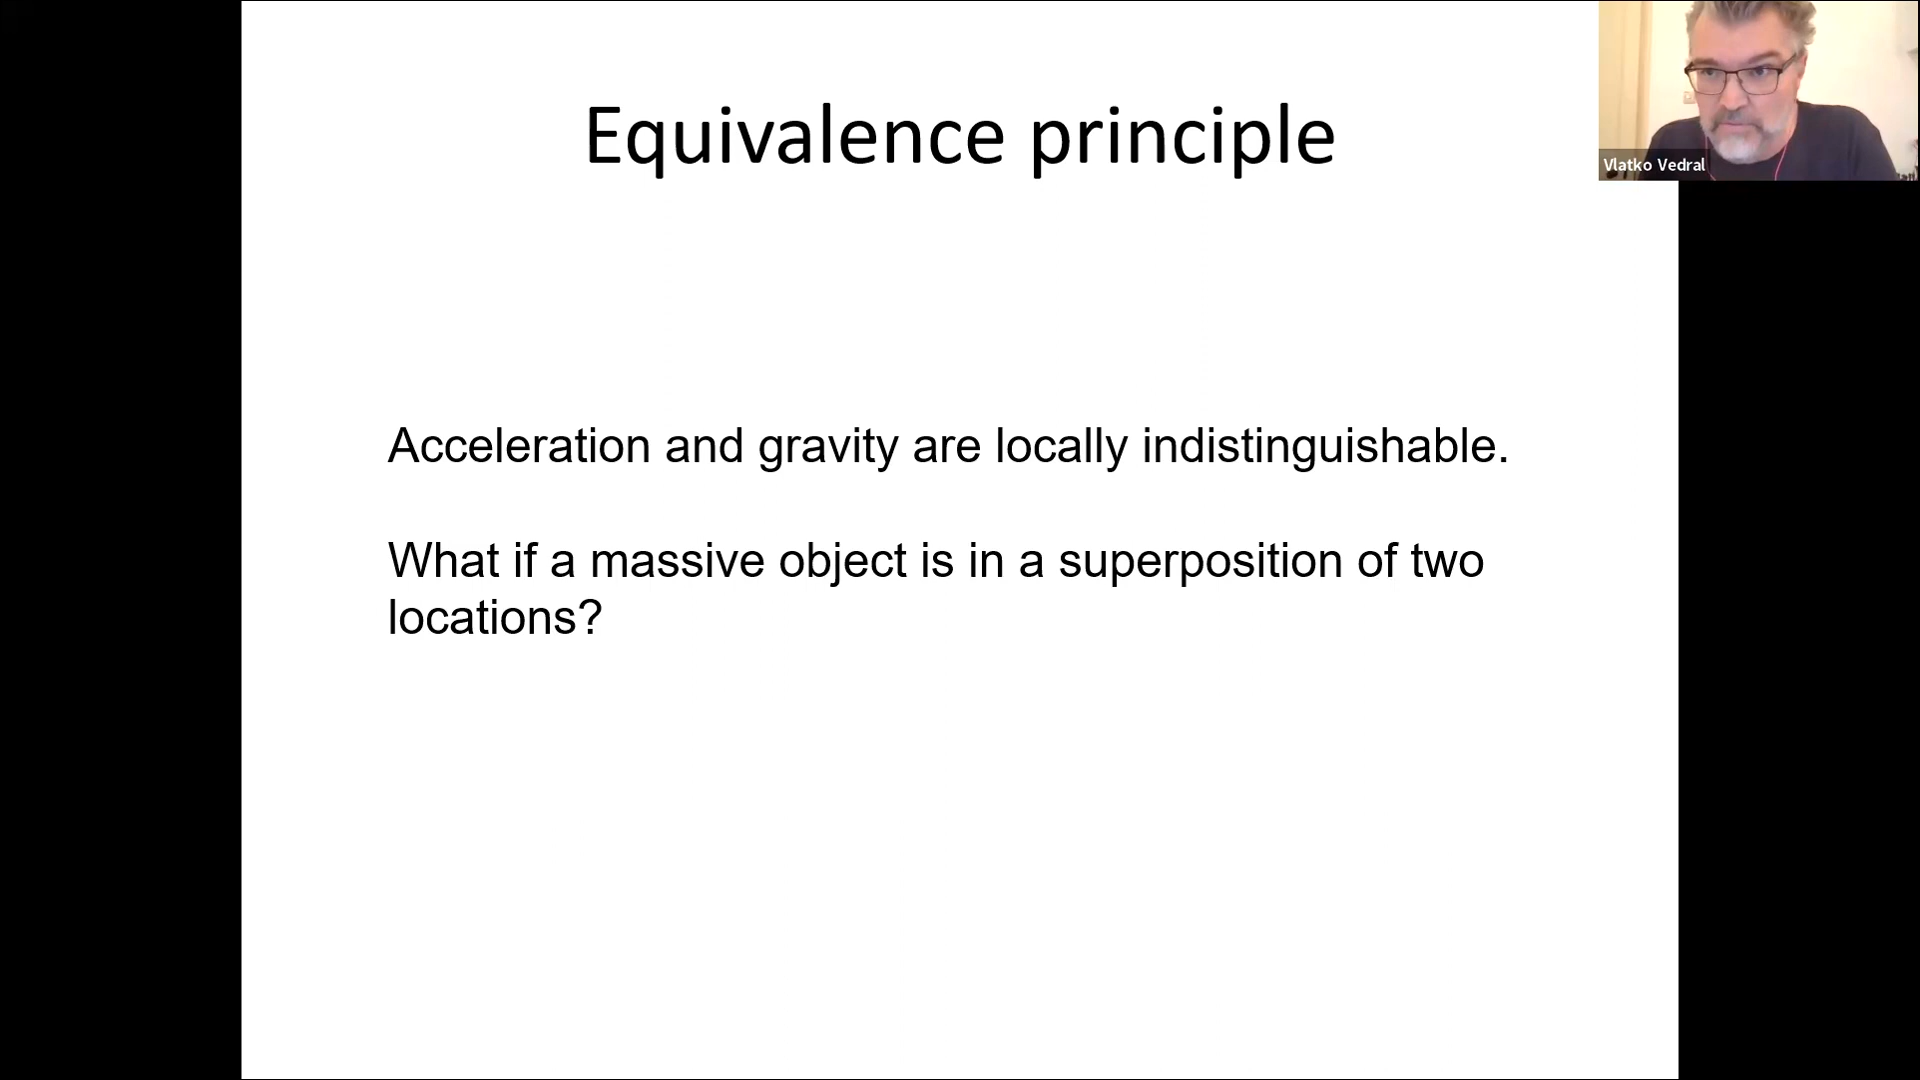 Equivalence principle
Vlatko Vedral
Acceleration and gravity are locally indistinguishable.
What if a massive object is in a superposition of two
locations?